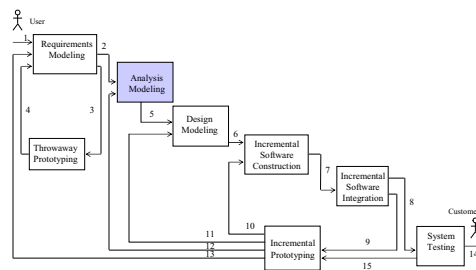 User
1
Requirements
Modeling
2
Analysis
Modeling
4
3
5
Design
Modeling
6
Incremental
Software
Construction
Throwaway
Prototyping
7
Incremental
Software
Integration
8
Custome
10
11
12
13
Incremental
Prototyping
9
15
System
Testing
14